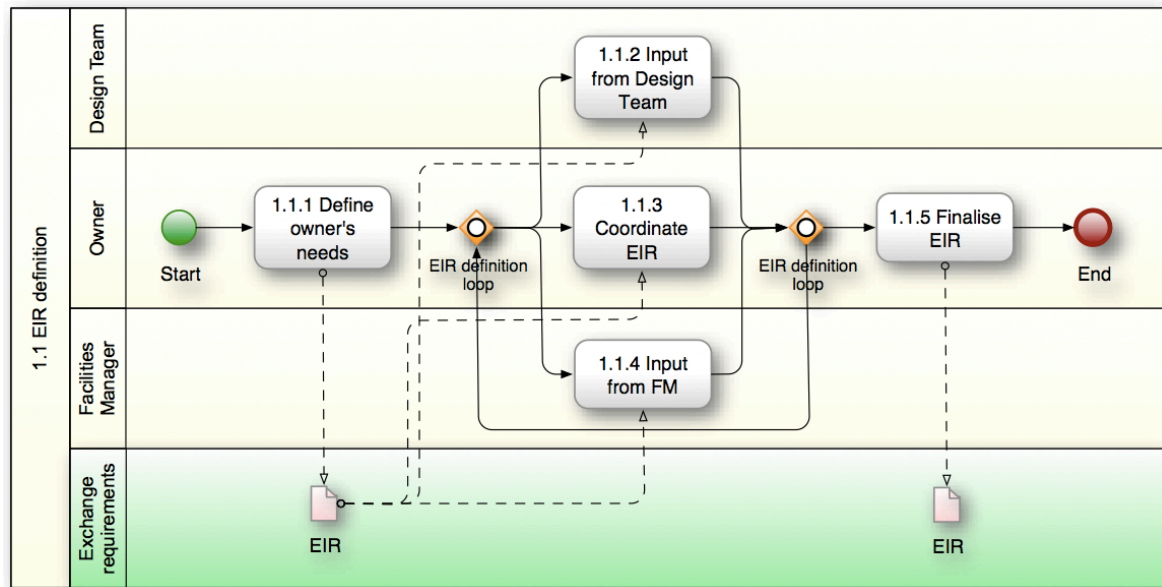 1.1 EIR definition
Design Team
1.1.2 Input
from Design
Team
Owner
Start
1.1.1 Define
owner's
needs
EIR definition
loop
1.1.3
Coordinate
EIR
EIR definition
loop
1.1.5 Finalise
EIR
End
Facilities
Manager
1.1.4 Input
from FM
Exchange
requirements
EIR
EIR